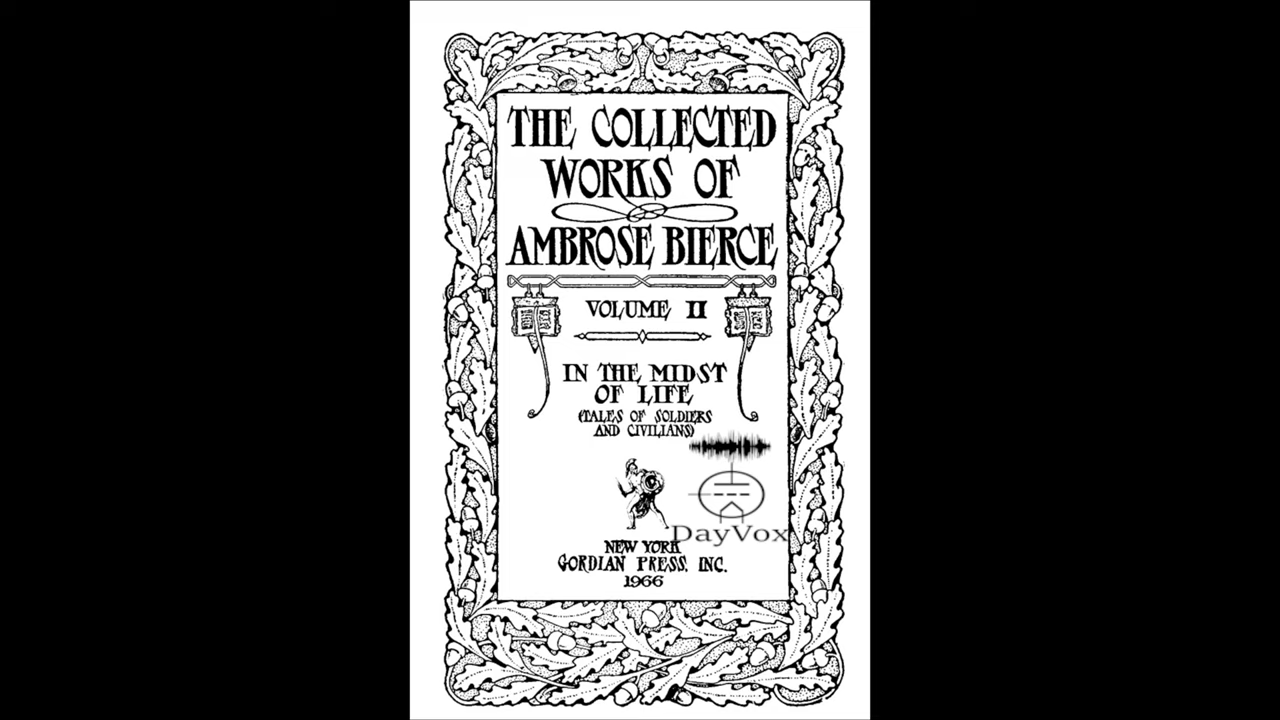 THE COLLECTED
WORKS OF
AMBROSE BIERCE
VOLUME II
IN THE MIDST
OF LIFE
(TALES OF SOLDIERS
AND CIVILIANS)
DayVox
NEW YORK
GORDIAN PRESS, INC.
1966